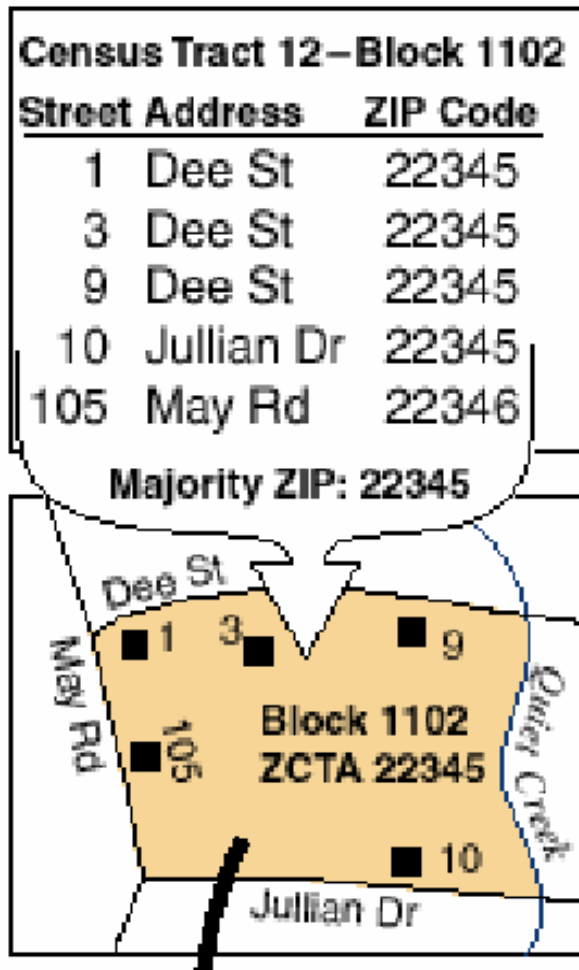 Census Tract 12–Block 1102
Street Address ZIP Code
1 Dee St 22345
3 Dee St 22345
9 Dee St 22345
10 Jullian Dr 22345
105 May Rd 22346
Majority ZIP: 22345
Dee St
1
3
9
May Rd
105
Block 1102
ZCTA 22345
Quier Creek
10
Jullian Dr